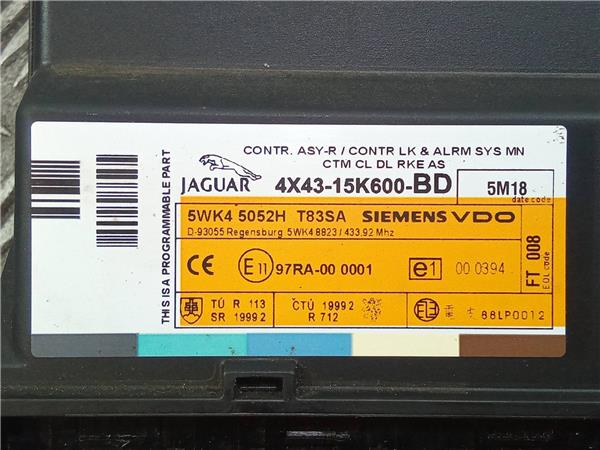 THIS IS A PROGRAMMABLE PART
CONTR. ASY-R / CONTR LK & ALRM SYS MN
CTM CL DL RKE AS
JAGUAR 4X43-15K600-BD
5M18
date code
5WK4 5052H T83SA SIEMENS VDO
D-93055 Regensburg 5WK4 8823 / 433.92 Mhz
CE E11 97RA-00 0001 e1 00 0394
FT 008
EOL code
TÚ R 113
SR 1999 2
CTÚ 1999 2
R 712
88LP0012